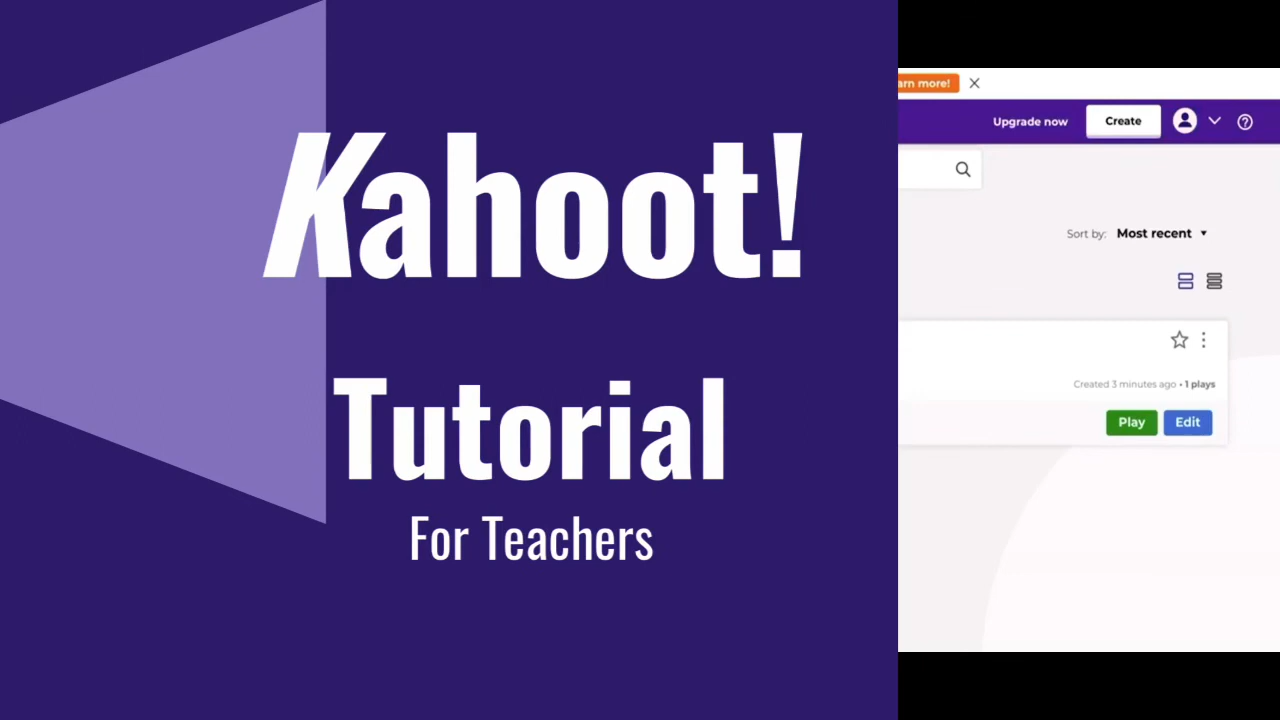 Kahoot!
Tutorial
For Teachers
arn more!
Upgrade now
Create
Sort by: Most recent
Created 3 minutes ago • 1 plays
Play
Edit